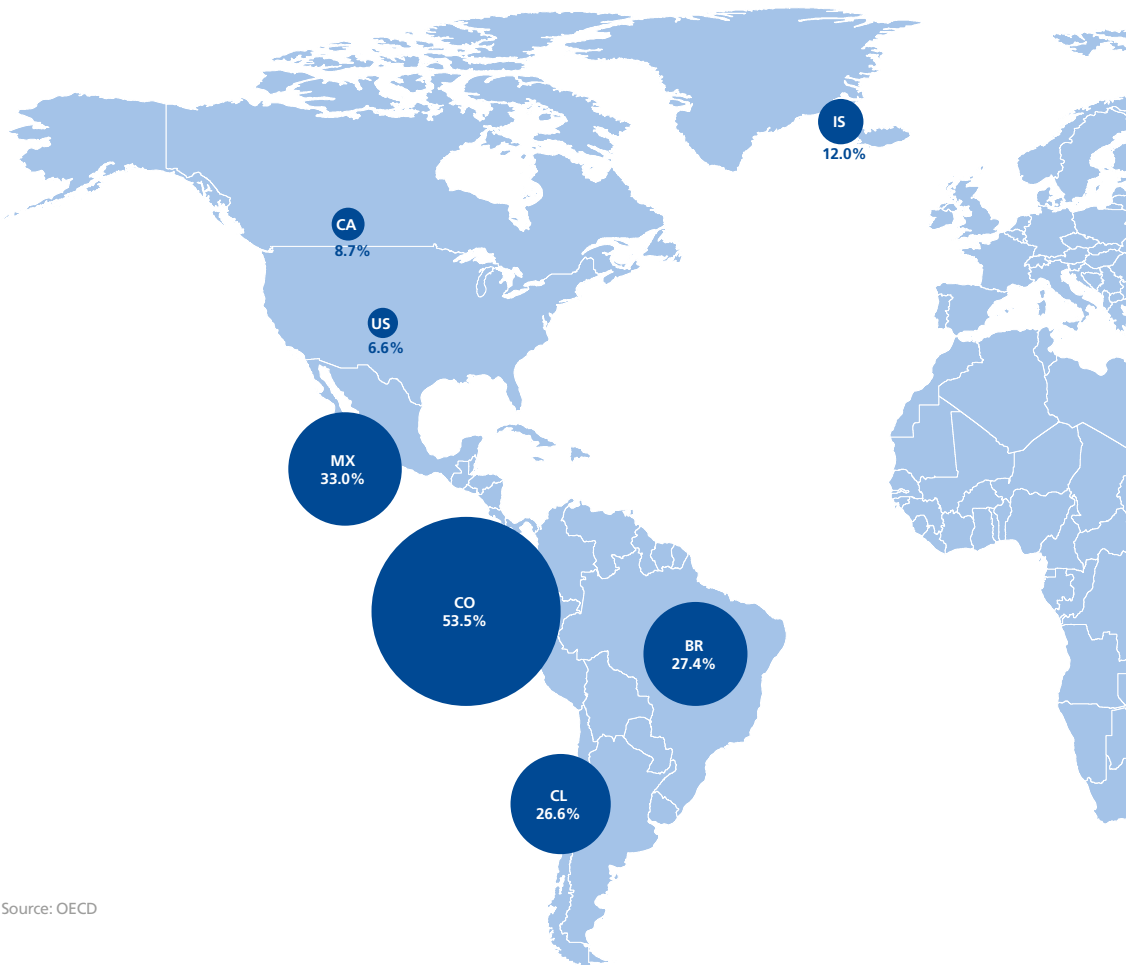 IS
12.0%
CA
8.7%
US
6.6%
MX
33.0%
CO
53.5%
BR
27.4%
CL
26.6%
Source: OECD